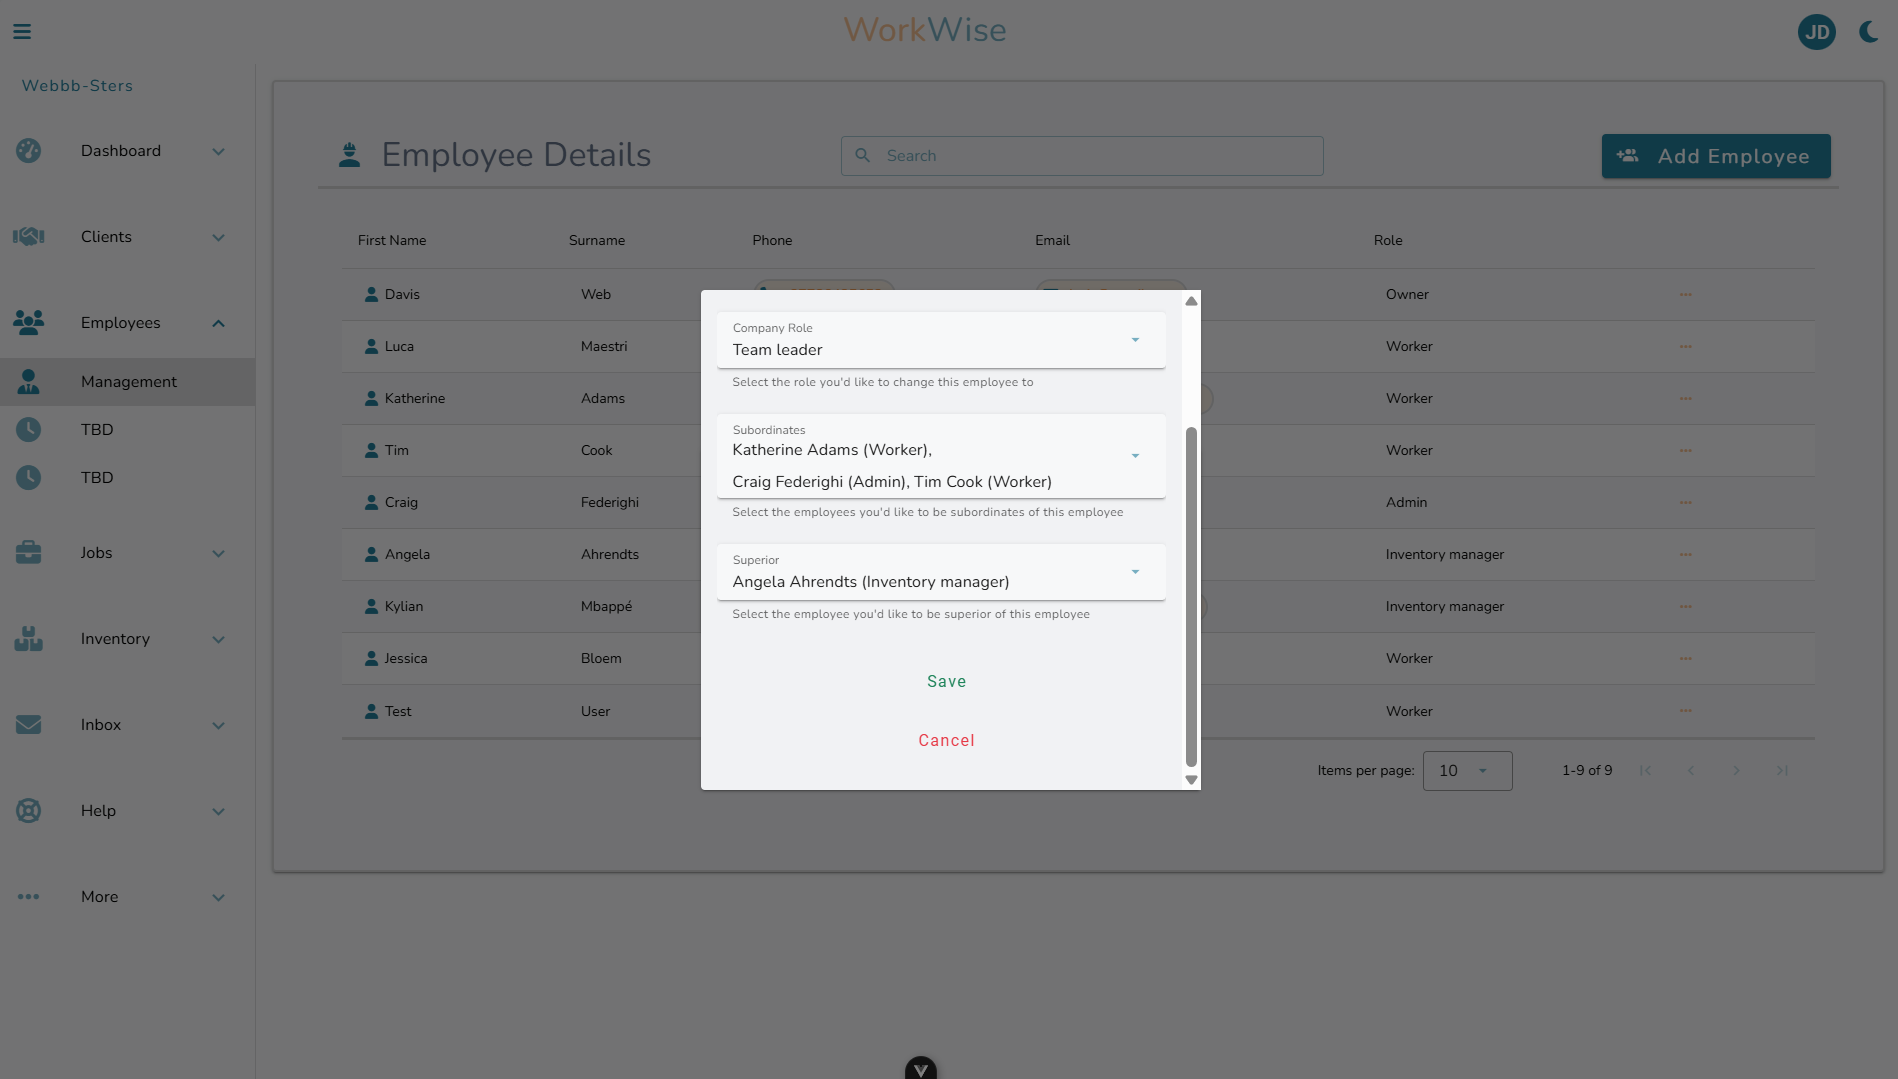 WorkWise
JD
Webbb-Sters
Dashboard
Clients
Employees
Management
TBD
TBD
Jobs
Inventory
Inbox
Help
More
Employee Details
Search
Add Employee
First Name Surname Phone Email Role
Davis Web Owner
Luca Maestri Worker
Katherine Adams Worker
Tim Cook Worker
Craig Federighi Admin
Angela Ahrendts Inventory manager
Kylian Mbappé Inventory manager
Jessica Bloem Worker
Test User Worker
Items per page: 10 1-9 of 9
Company Role
Team leader
Select the role you'd like to change this employee to
Subordinates
Katherine Adams (Worker),
Craig Federighi (Admin), Tim Cook (Worker)
Select the employees you'd like to be subordinates of this employee
Superior
Angela Ahrendts (Inventory manager)
Select the employee you'd like to be superior of this employee
Save
Cancel